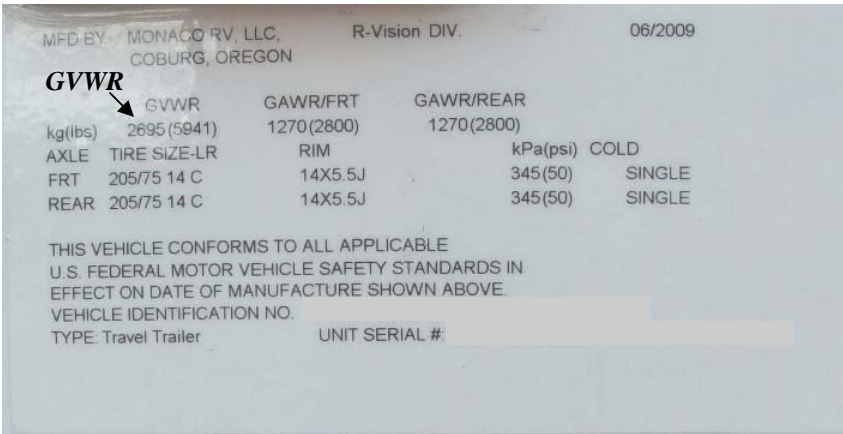 MFD BY MONACO RV, LLC, R-Vision DIV. 06/2009
COBURG, OREGON
GVWR
GVWR GAWR/FRT GAWR/REAR
kg(lbs) 2695(5941) 1270(2800) 1270(2800)
AXLE TIRE SIZE-LR RIM kPa(psi) COLD
FRT 205/75 14 C 14X5.5J 345(50) SINGLE
REAR 205/75 14 C 14X5.5J 345(50) SINGLE
THIS VEHICLE CONFORMS TO ALL APPLICABLE
U.S. FEDERAL MOTOR VEHICLE SAFETY STANDARDS IN
EFFECT ON DATE OF MANUFACTURE SHOWN ABOVE.
VEHICLE IDENTIFICATION NO.
TYPE: Travel Trailer UNIT SERIAL #: